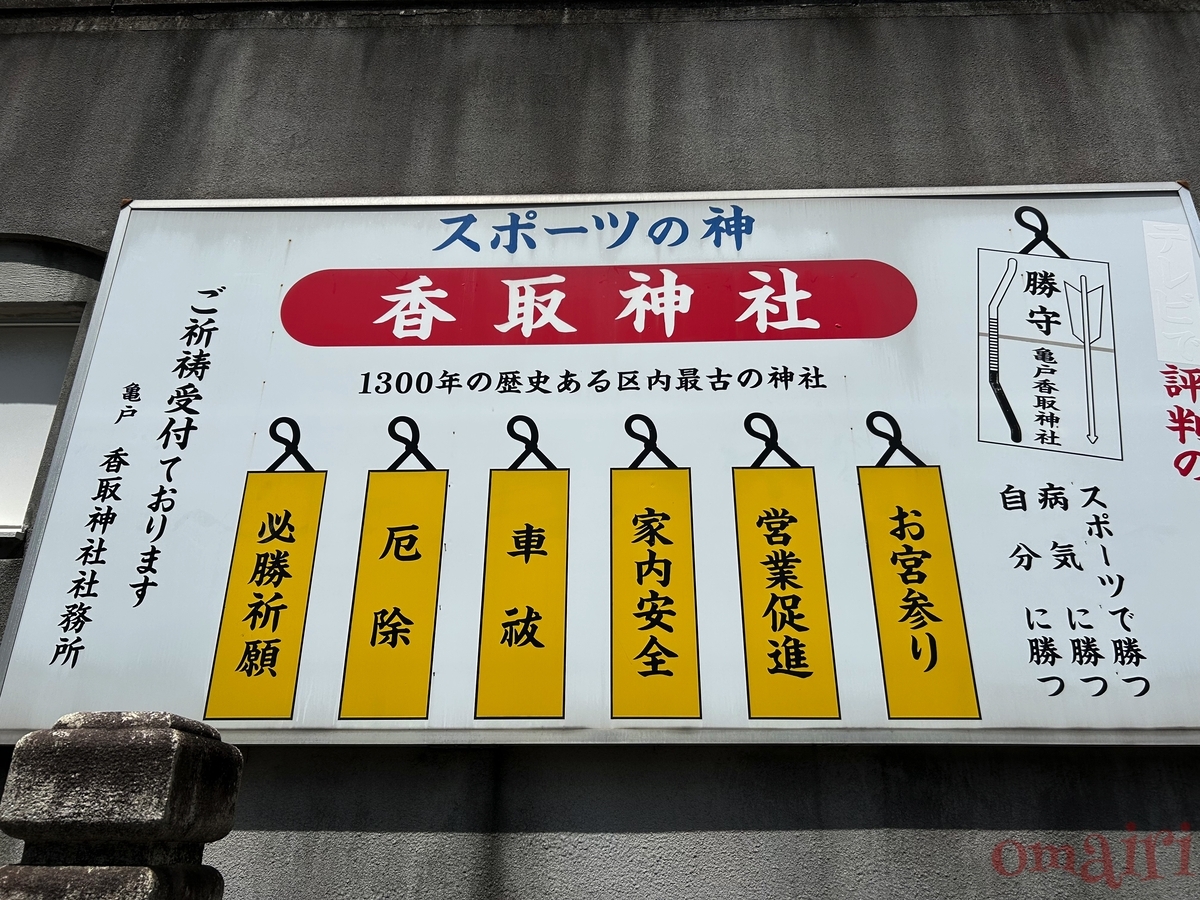 スポーツの神
香取神社
1300年の歴史ある区内最古の神社
勝守
亀戸香取神社
評判の
スポーツで勝つ
病気に勝つ
自分に勝つ
お宮参り
営業促進
家内安全
車祓
厄除
必勝祈願
ご祈祷受付ております
亀戸 香取神社社務所
omairi